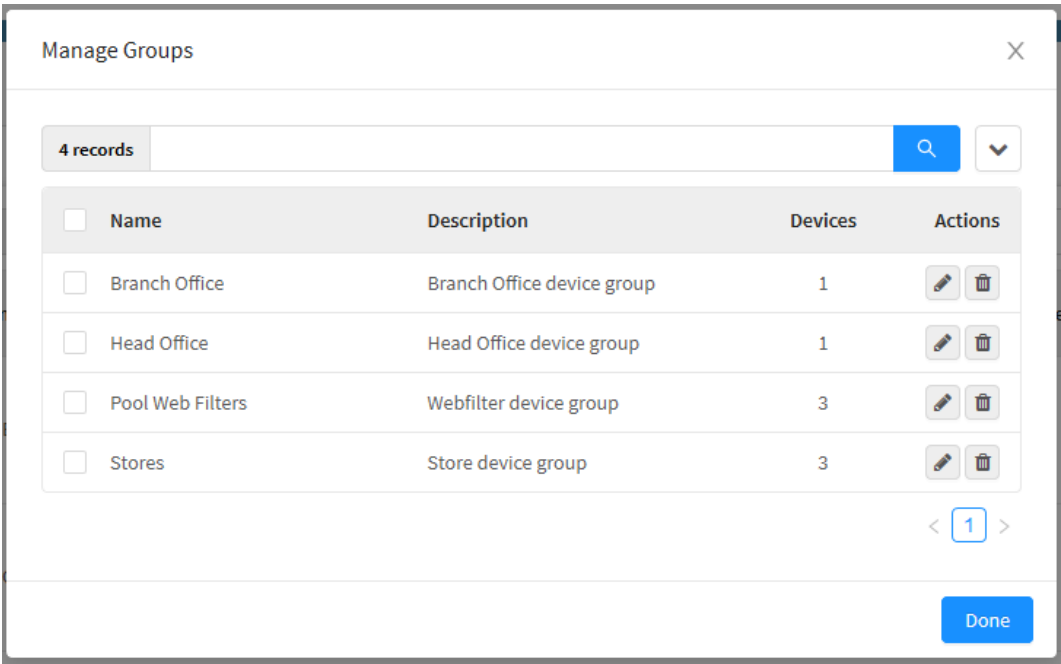 Manage Groups
4 records
Name Description Devices Actions
Branch Office Branch Office device group 1
Head Office Head Office device group 1
Pool Web Filters Webfilter device group 3
Stores Store device group 3
< 1 >
Done